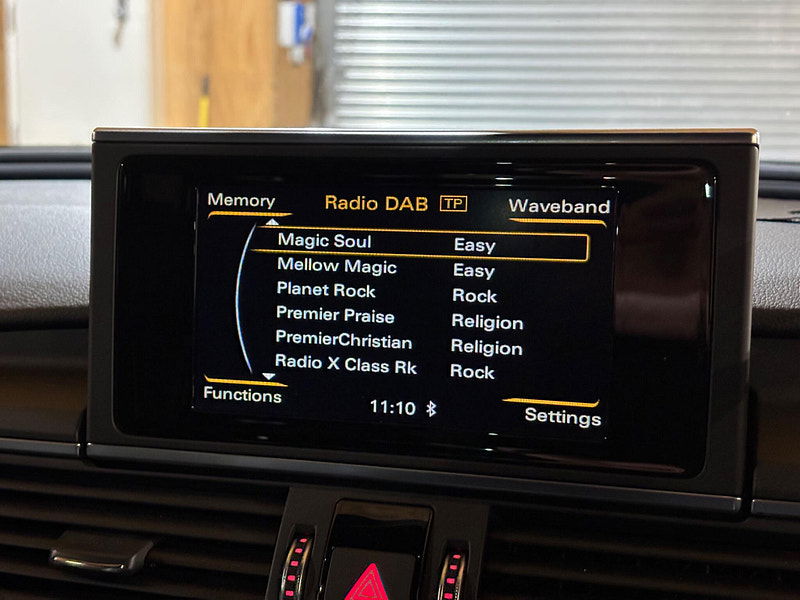 Memory Radio DAB TP Waveband
Magic Soul Easy
Mellow Magic Easy
Planet Rock Rock
Premier Praise Religion
PremierChristian Religion
Radio X Class Rk Rock
Functions 11:10 Settings